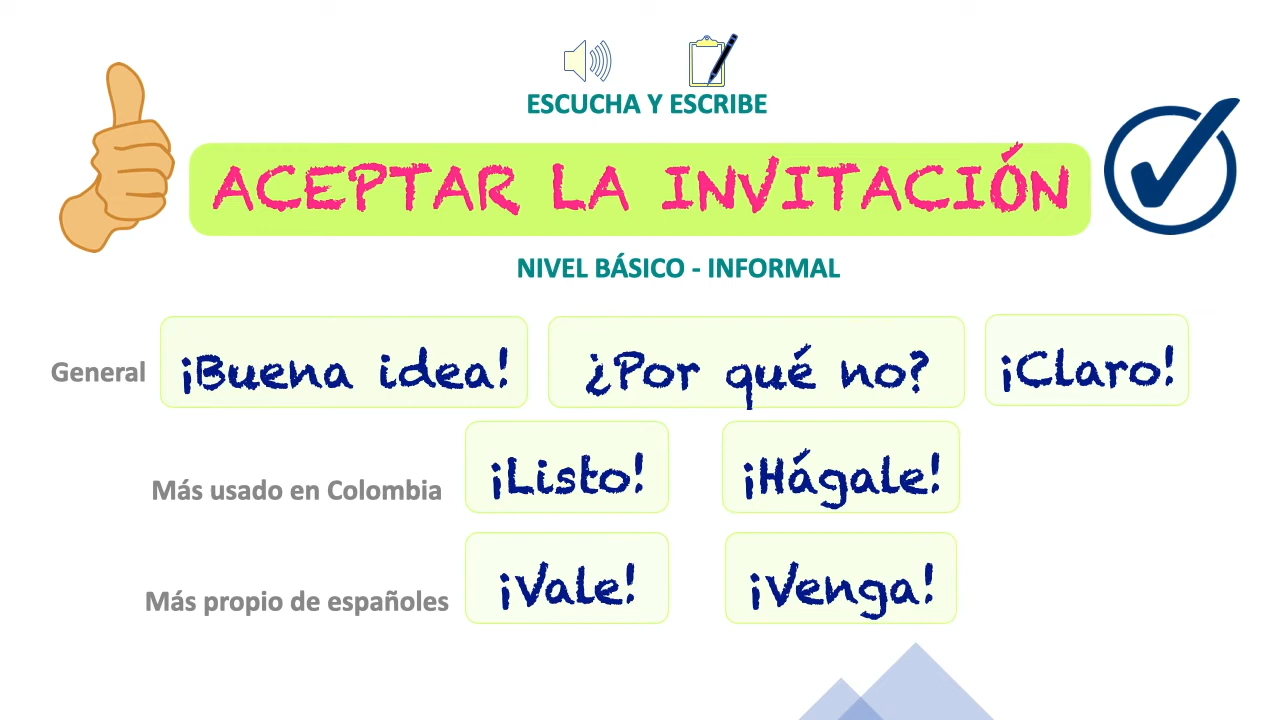 ESCUCHA Y ESCRIBE
ACEPTAR LA INVITACIÓN
NIVEL BÁSICO - INFORMAL
General ¡Buena idea! ¿Por qué no? ¡Claro!
Más usado en Colombia ¡Listo! ¡Hágale!
Más propio de españoles ¡Vale! ¡Venga!